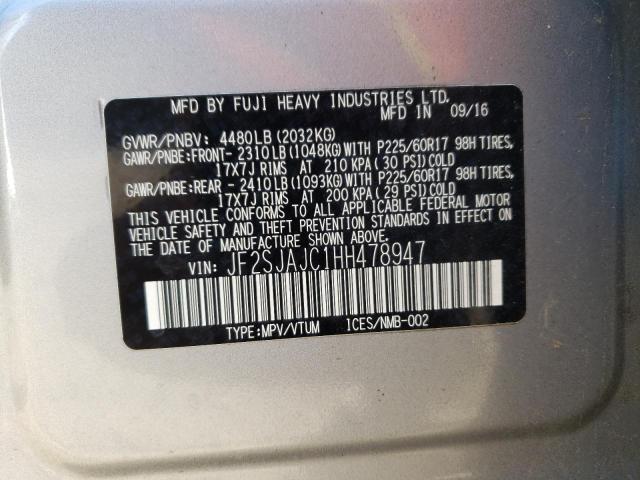 MFD BY FUJI HEAVY INDUSTRIES LTD.
MFD IN 09/16
GVWR/PNBV: 4480LB (2032KG)
GAWR/PNBE:FRONT- 2310LB (1048KG) WITH P225/60R17 98H TIRES,
17X7J RIMS AT 210 KPA ( 30 PSI) COLD
GAWR/PNBE:REAR - 2410LB (1093KG) WITH P225/60R17 98H TIRES,
17X7J RIMS AT 200 KPA ( 29 PSI) COLD
THIS VEHICLE CONFORMS TO ALL APPLICABLE FEDERAL MOTOR
VEHICLE SAFETY AND THEFT PREVENTION STANDARDS IN EFFECT ON
THE DATE OF MANUFACTURE SHOWN ABOVE.
VIN: JF2SJAJC1HH478947
TYPE:MPV/VTUM ICES/NMB-002